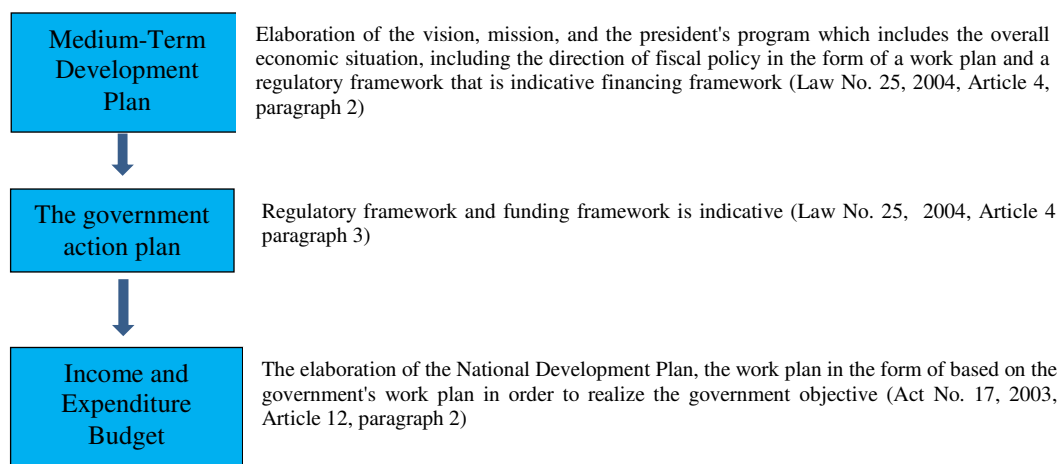 Medium-Term
Development
Plan
Elaboration of the vision, mission, and the president's program which includes the overall
economic situation, including the direction of fiscal policy in the form of a work plan and a
regulatory framework that is indicative financing framework (Law No. 25, 2004, Article 4,
paragraph 2)
The government
action plan
Regulatory framework and funding framework is indicative (Law No. 25, 2004, Article 4
paragraph 3)
Income and
Expenditure
Budget
The elaboration of the National Development Plan, the work plan in the form of based on the
government's work plan in order to realize the government objective (Act No. 17, 2003,
Article 12, paragraph 2)